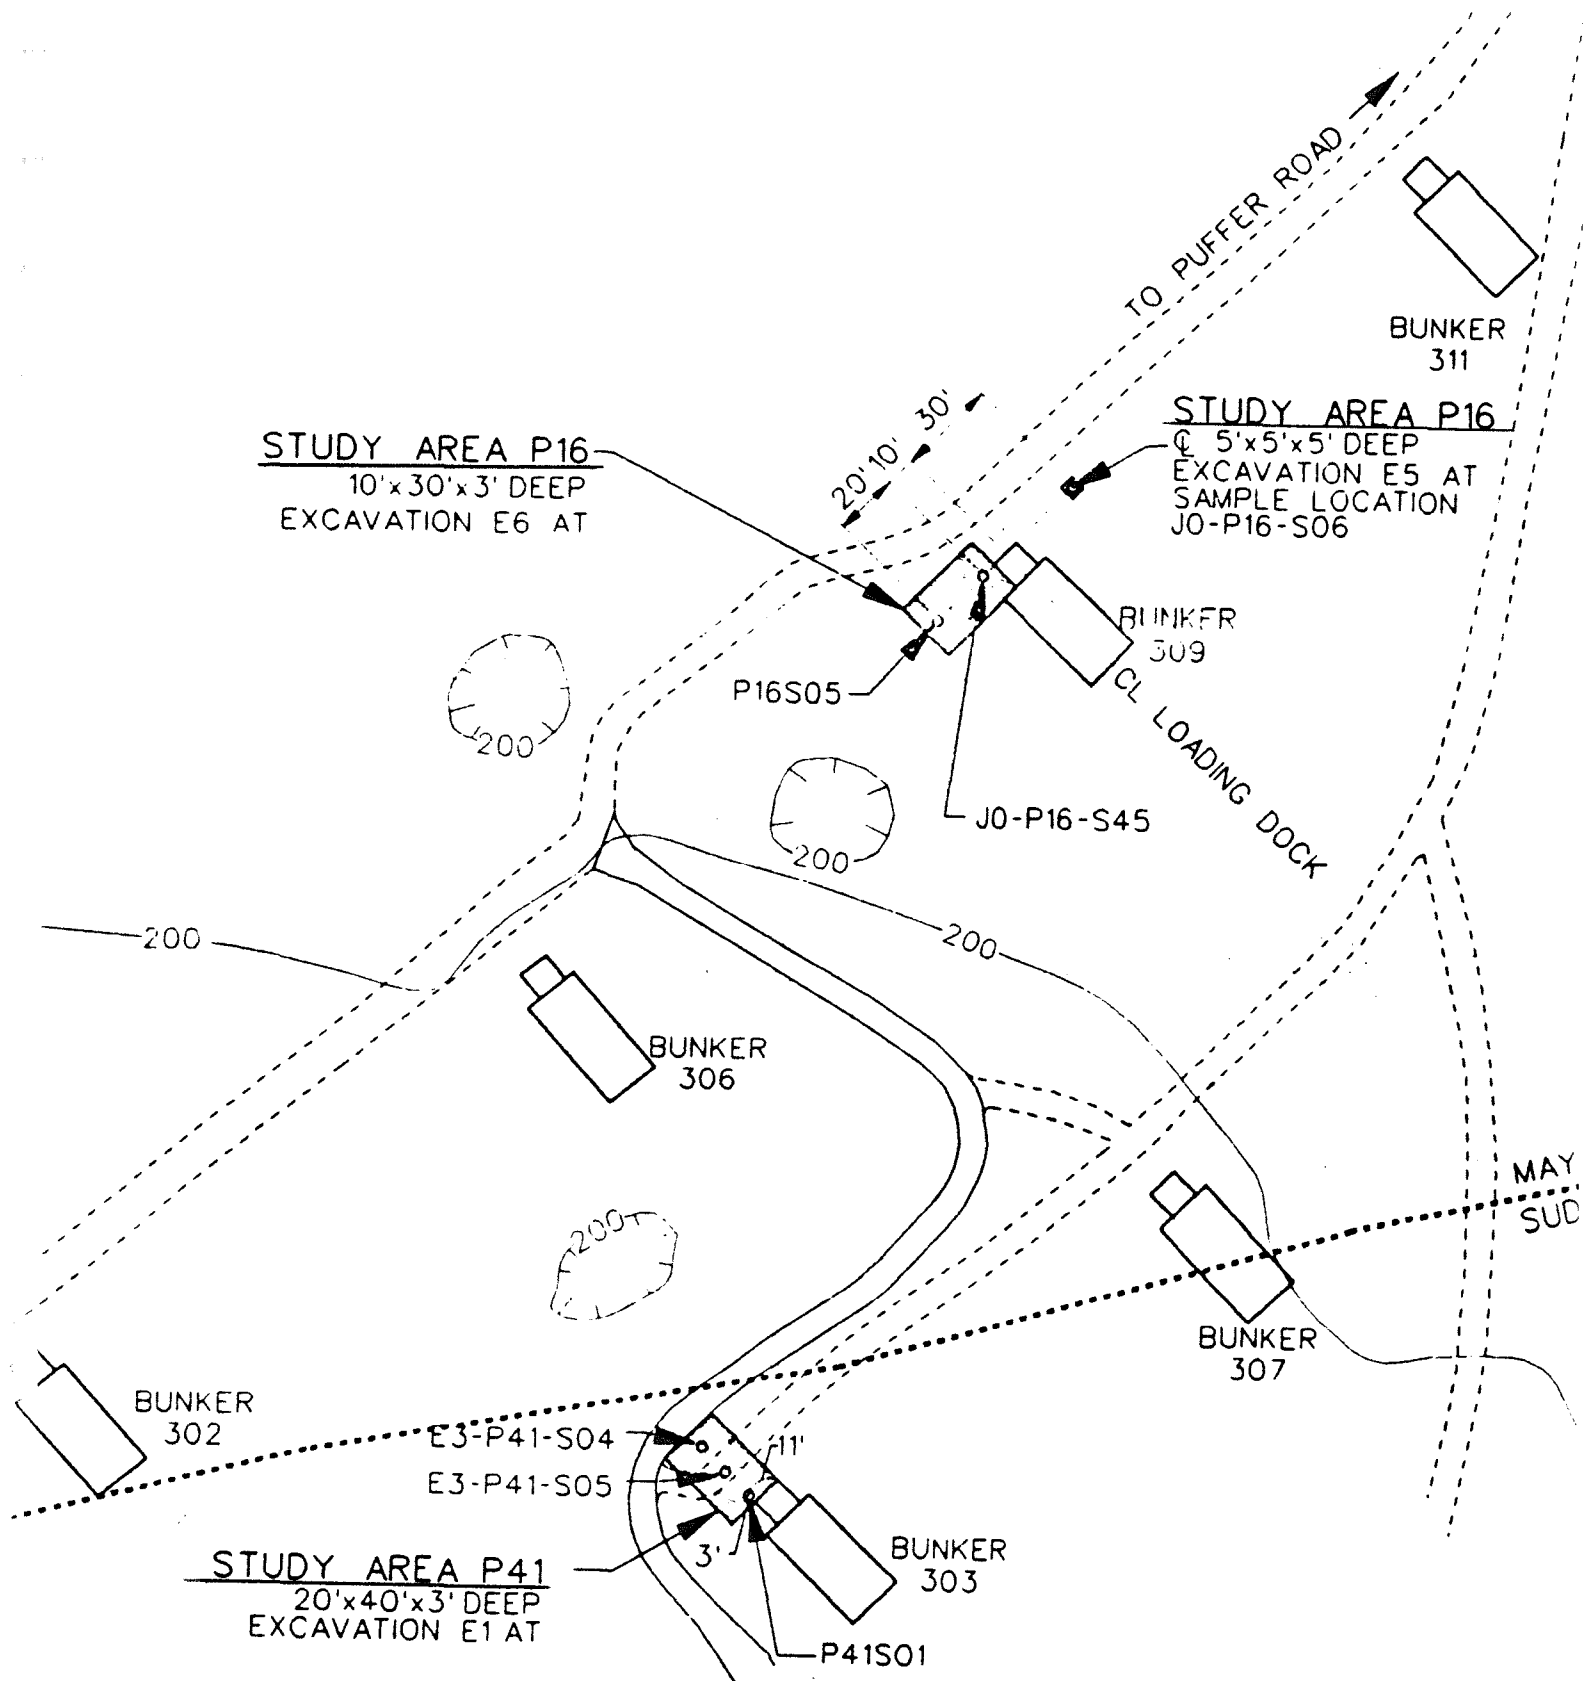 TO PUFFER ROAD
BUNKER
311
STUDY AREA P16
10'x30'x3' DEEP
EXCAVATION E6 AT
20'10' 30'
STUDY AREA P16
℄ 5'x5'x5' DEEP
EXCAVATION E5 AT
SAMPLE LOCATION
J0-P16-S06
BUNKER
309
P16S05
CL LOADING DOCK
J0-P16-S45
200
200
200
200
BUNKER
306
200
MAY
SUD
BUNKER
307
BUNKER
302
E3-P41-S04
11'
E3-P41-S05
3'
BUNKER
303
STUDY AREA P41
20'x40'x3' DEEP
EXCAVATION E1 AT
P41S01